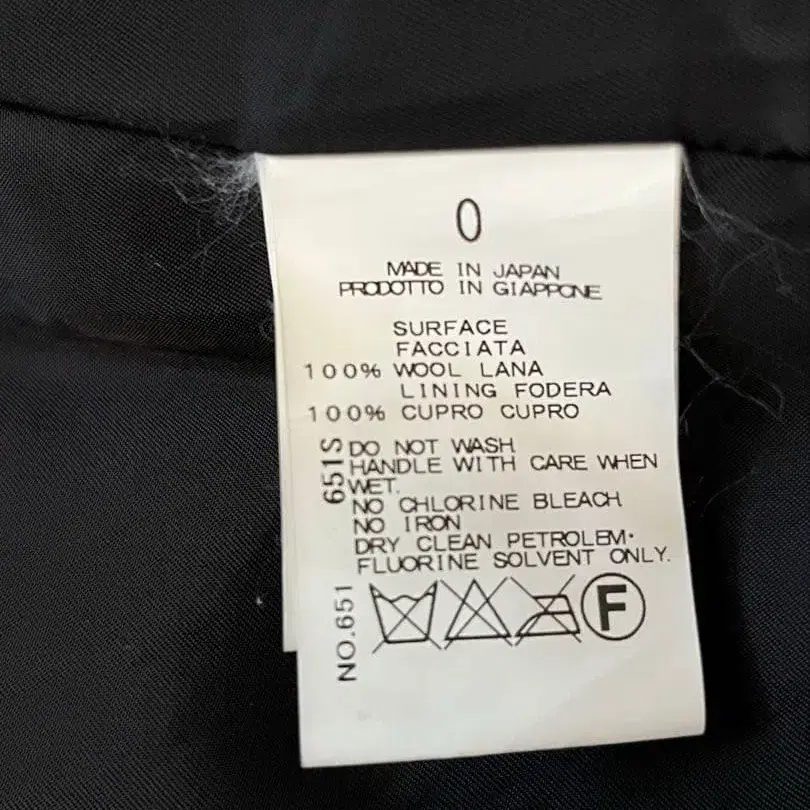 0
MADE IN JAPAN
PRODOTTO IN GIAPPONE
SURFACE
FACCIATA
100% WOOL LANA
LINING FODERA
100% CUPRO CUPRO
651S
DO NOT WASH
HANDLE WITH CARE WHEN
WET.
NO CHLORINE BLEACH
NO IRON
DRY CLEAN PETROLEM·
FLUORINE SOLVENT ONLY.
NO.651
F